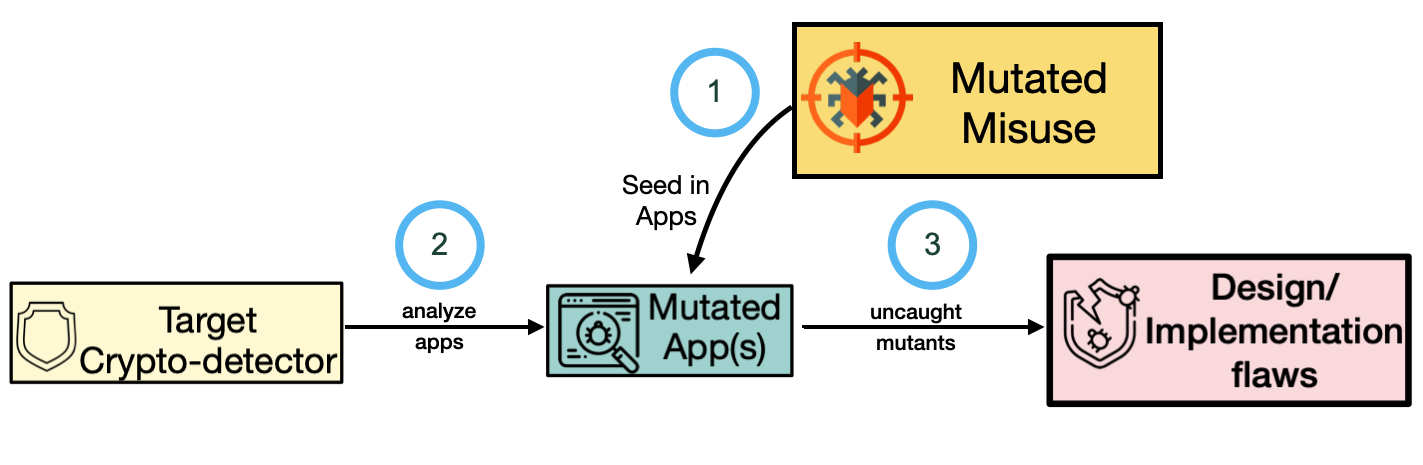 1
Mutated
Misuse
Seed in
Apps
2
3
analyze
apps
uncaught
mutants
Target
Crypto-detector
Mutated
App(s)
Design/
Implementation
flaws